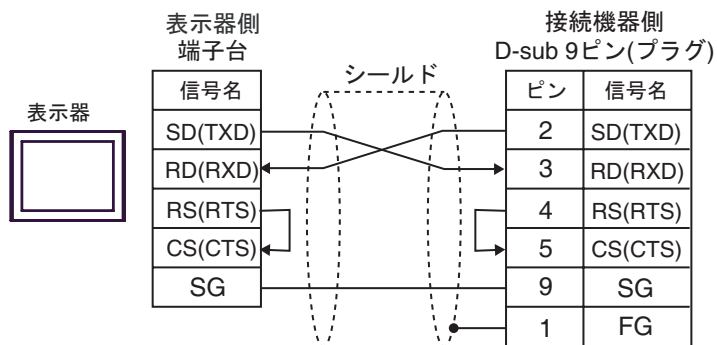 表示器側
端子台
接続機器側
D-sub 9ピン(プラグ)
シールド
表示器
信号名
SD(TXD)
RD(RXD)
RS(RTS)
CS(CTS)
SG
ピン 信号名
2 SD(TXD)
3 RD(RXD)
4 RS(RTS)
5 CS(CTS)
9 SG
1 FG